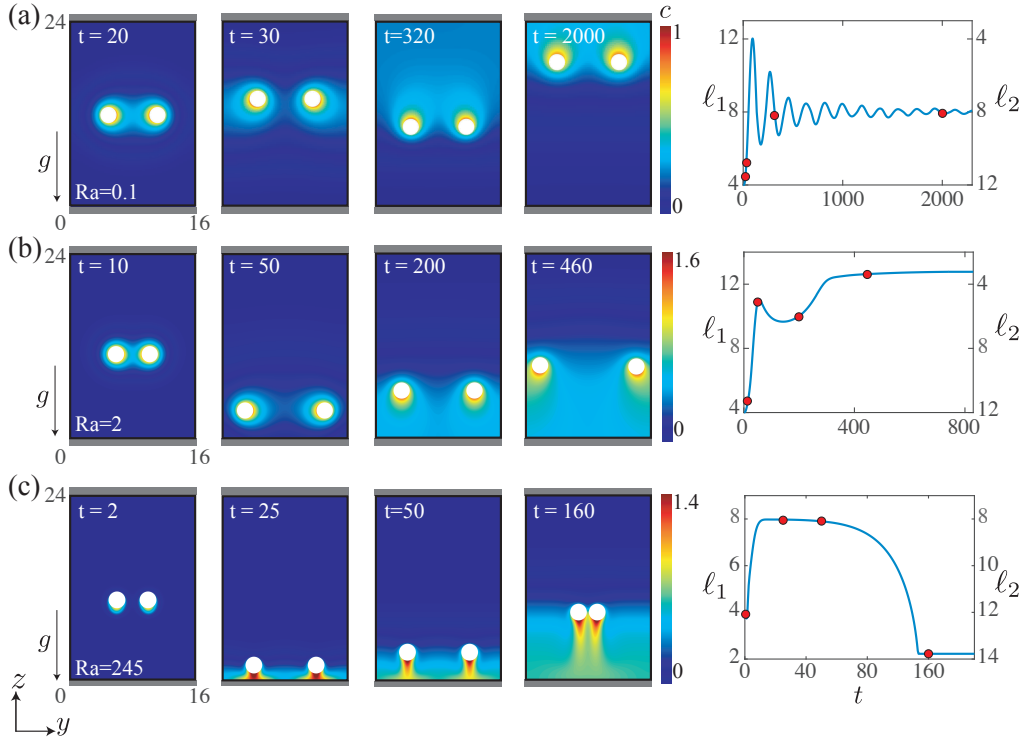 (a)
24
t = 20
t = 30
t=320
t = 2000
c
1
0
g
Ra=0.1
0
16
12
8
4
ℓ1
4
8
12
ℓ2
0
1000
2000
(b)
24
t = 10
t = 50
t = 200
t = 460
1.6
0
g
Ra=2
0
16
12
8
4
ℓ1
4
8
12
ℓ2
0
400
800
(c)
24
t = 2
t = 25
t=50
t = 160
1.4
0
g
Ra=245
0
16
8
6
4
2
ℓ1
8
10
12
14
ℓ2
0
40
80
160
t
z
y